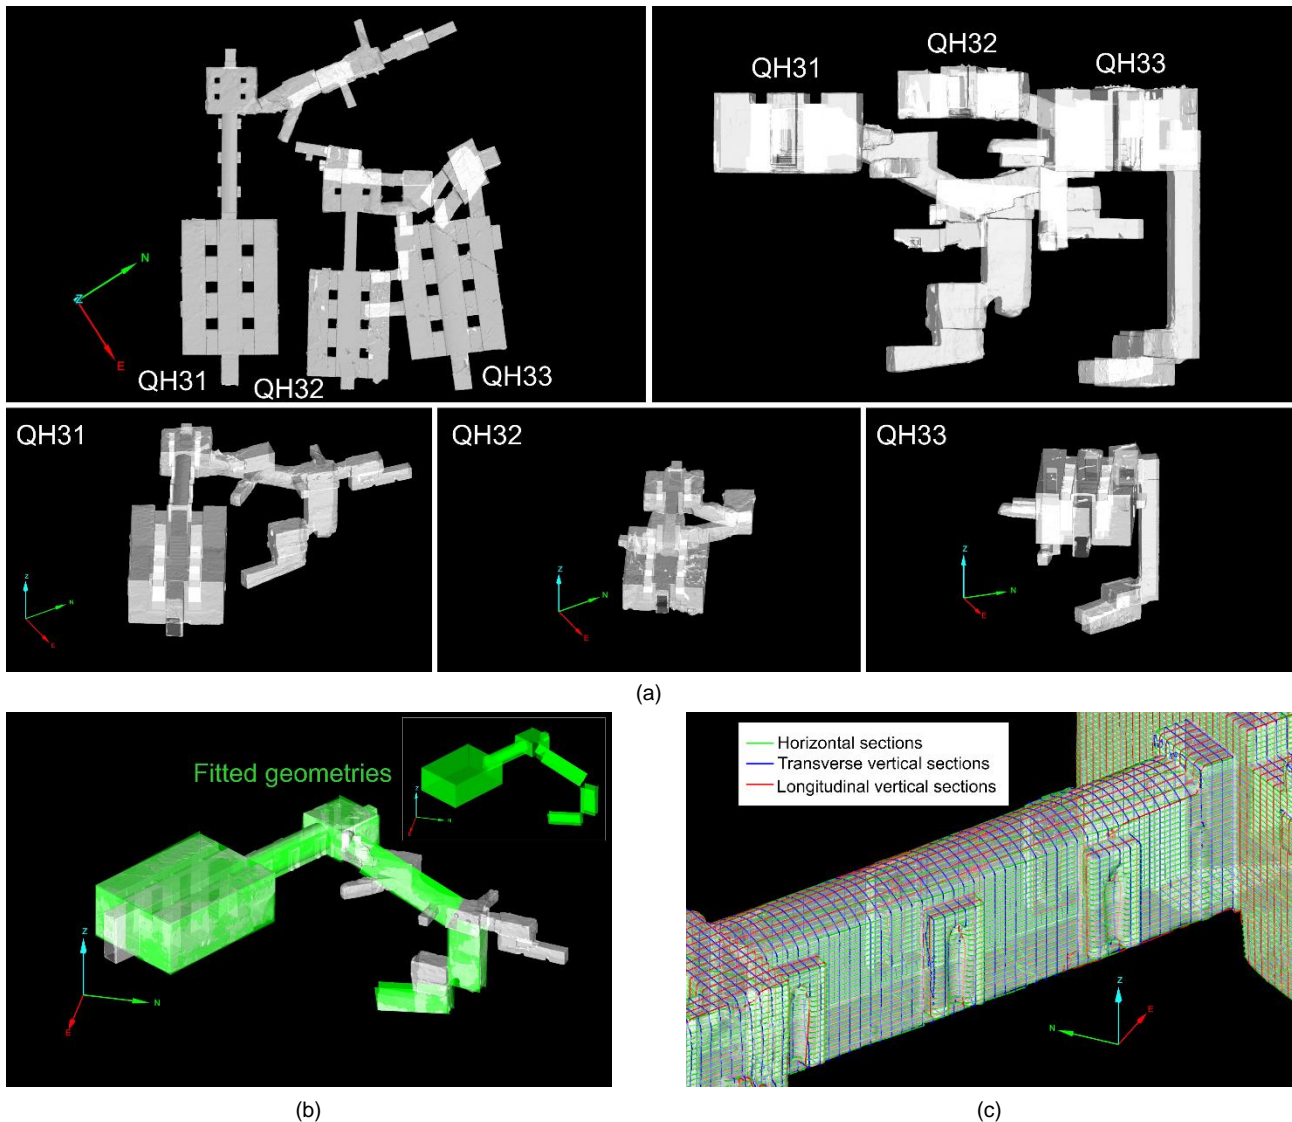 QH31
QH32
QH33
N
Z
E
QH31
QH32
QH33
QH31
Z
N
E
QH32
Z
N
E
QH33
Z
N
E
(a)
Fitted geometries
Z
N
E
Z
N
E
Horizontal sections
Transverse vertical sections
Longitudinal vertical sections
Z
N
E
(b)
(c)